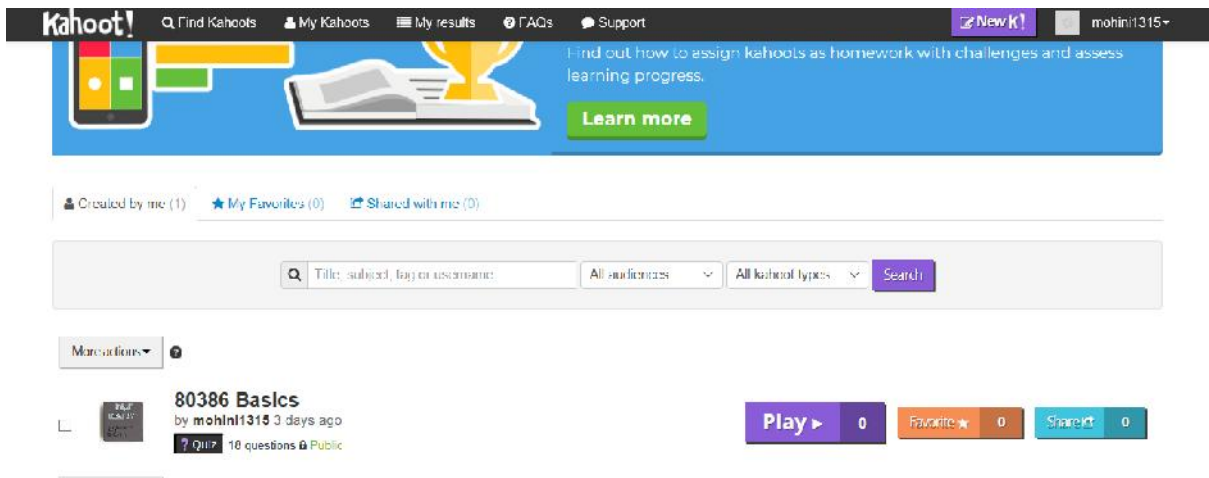 Kahoot! Find Kahoots My Kahoots My results FAQs Support New K! mohini1315
Find out how to assign kahoots as homework with challenges and assess
learning progress.
Learn more
Created by me (1) My Favorites (0) Shared with me (0)
Title, subject, tag or username All audiences All kahoot types Search
More actions
80386 Basics
by mohini1315 3 days ago
Play 0 Favorite 0 Share 0
? Quiz 18 questions Public